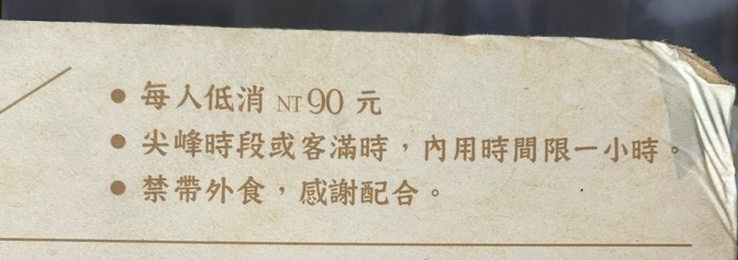 ● 每人低消 NT90 元
● 尖峰時段或客滿時，內用時間限一小時。
● 禁帶外食，感謝配合。